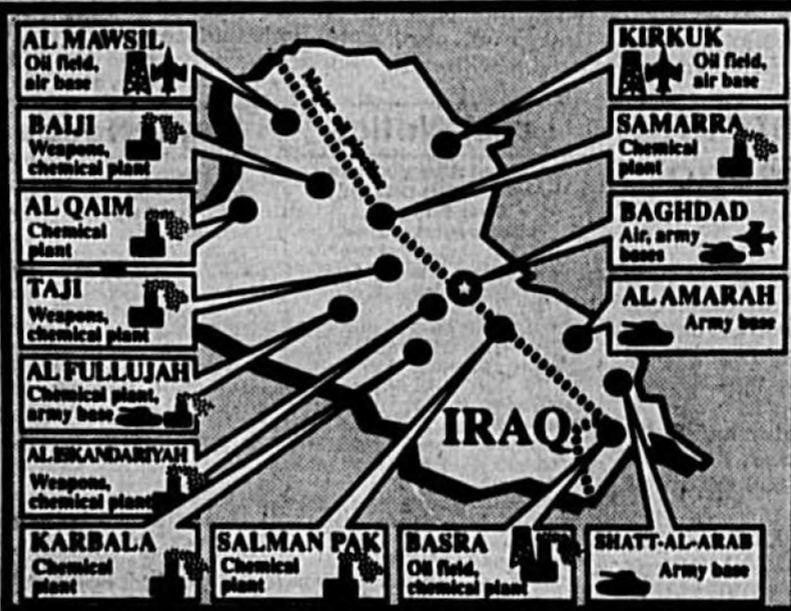 AL MAWSIL
Oil field,
air base
BAIJI
Weapons,
chemical plant
AL QAIM
Chemical
plant
TAJI
Weapons,
chemical plant
AL FULLUJAH
Chemical plant,
army base
AL ISKANDARIYAH
Weapons,
chemical plant
KARBALA
Chemical
plant
SALMAN PAK
Chemical
plant
BASRA
Oil field,
chemical plant
SHATT-AL-ARAB
Army base
KIRKUK
Oil field,
air base
SAMARRA
Chemical
plant
BAGHDAD
Air, army
bases
AL AMARAH
Army base
Major oil pipeline
IRAQ